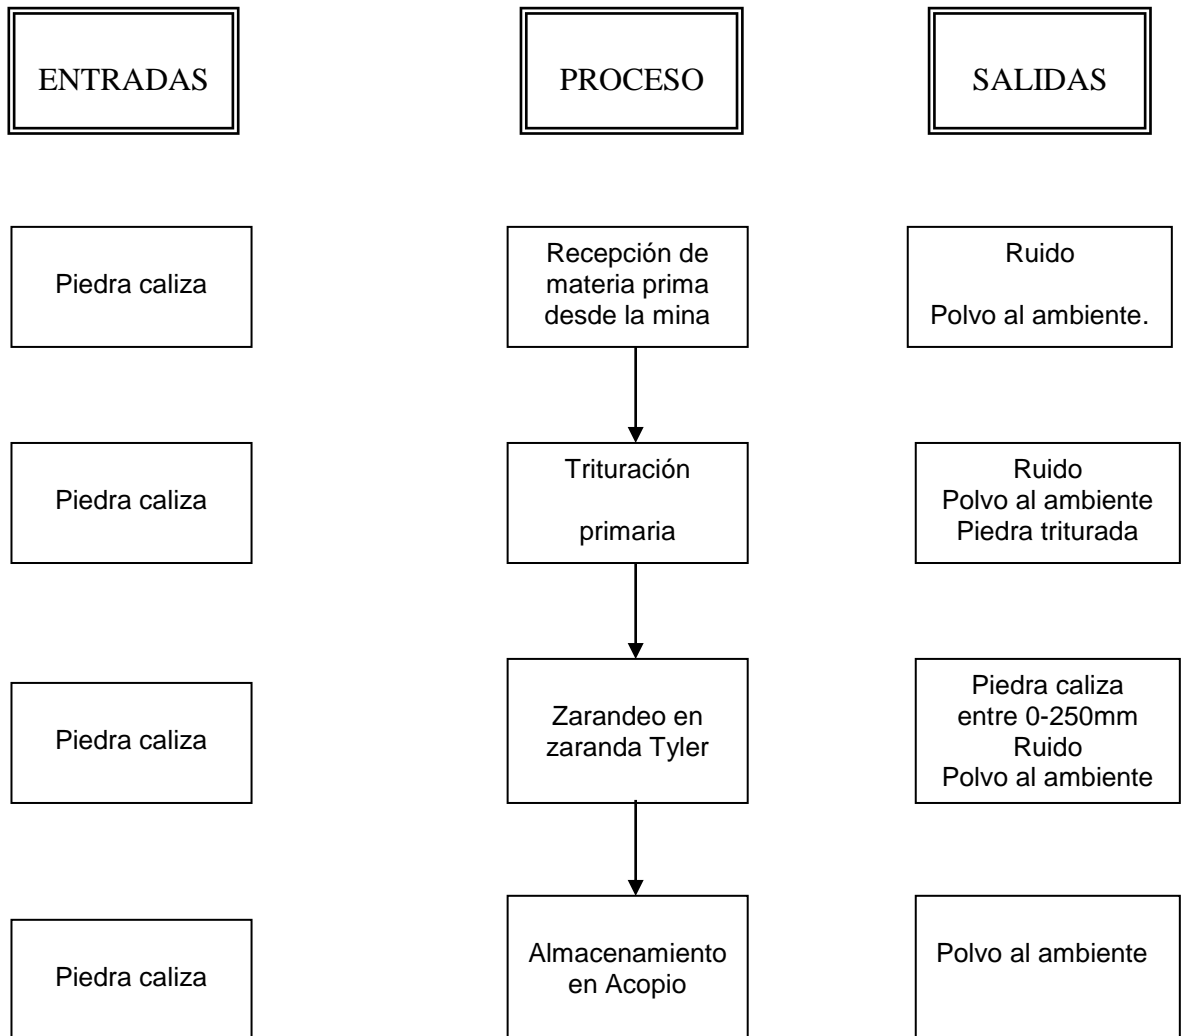 ENTRADAS
PROCESO
SALIDAS
Piedra caliza
Recepción de
materia prima
desde la mina
Ruido
Polvo al ambiente.
Piedra caliza
Trituración
primaria
Ruido
Polvo al ambiente
Piedra triturada
Piedra caliza
Zarandeo en
zaranda Tyler
Piedra caliza
entre 0-250mm
Ruido
Polvo al ambiente
Piedra caliza
Almacenamiento
en Acopio
Polvo al ambiente